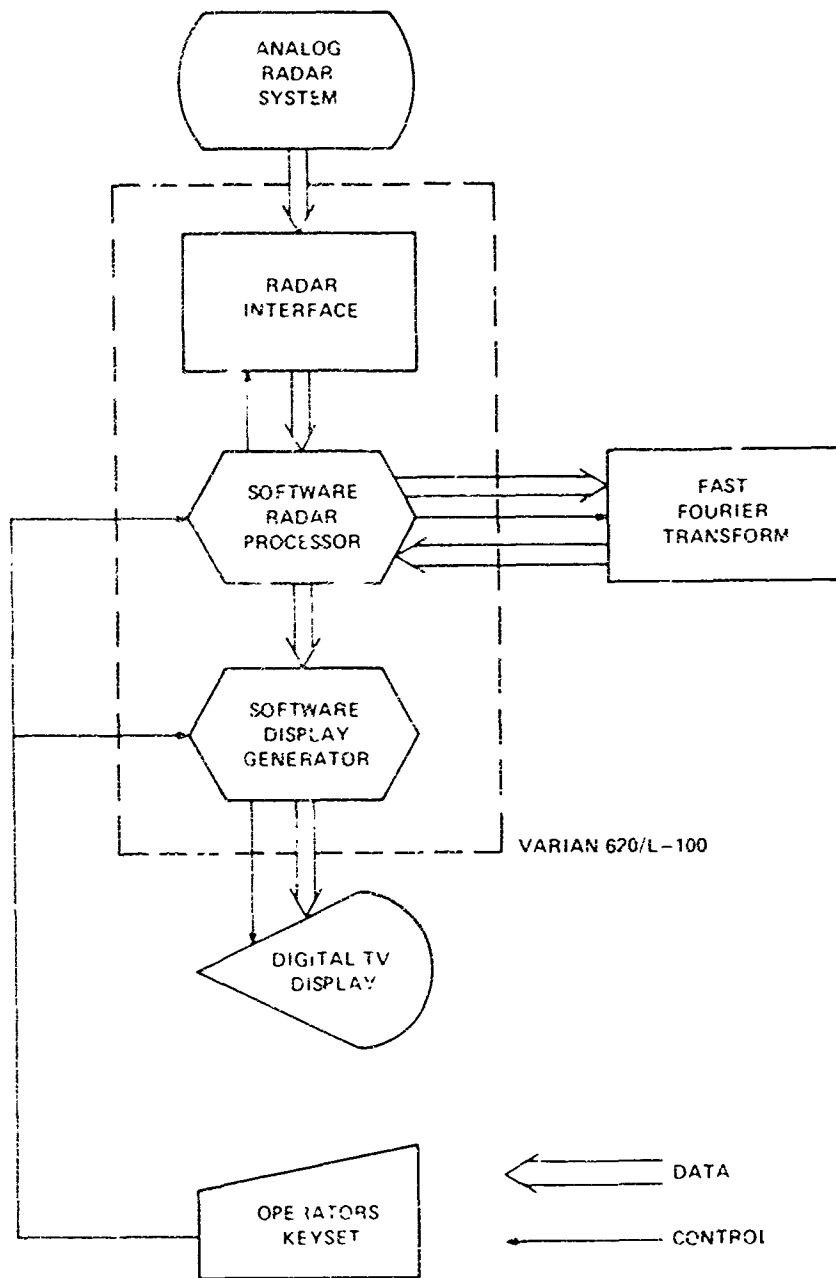 ANALOG
RADAR
SYSTEM
RADAR
INTERFACE
SOFTWARE
RADAR
PROCESSOR
FAST
FOURIER
TRANSFORM
SOFTWARE
DISPLAY
GENERATOR
VARIAN 620/L-100
DIGITAL TV
DISPLAY
OPERATORS
KEYSET
DATA
CONTROL